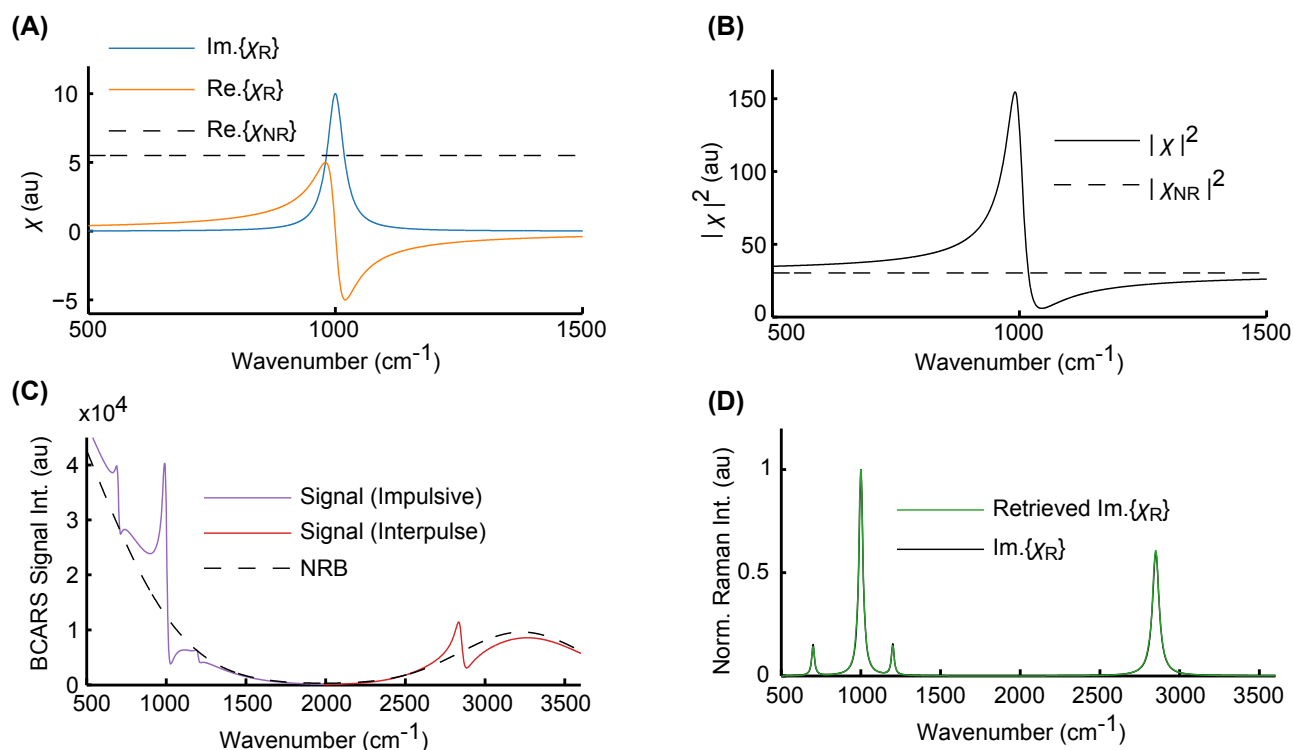 (A)
Im.{χR}
Re.{χR}
Re.{χNR}
10
5
0
−5
χ (au)
500
1000
1500
Wavenumber (cm-1)
(B)
150
100
50
0
|χ|2 (au)
|χ|2
|χNR|2
500
1000
1500
Wavenumber (cm-1)
(C)
x104
4
2
0
BCARS Signal Int. (au)
Signal (Impulsive)
Signal (Interpulse)
NRB
500
1000
1500
2000
2500
3000
3500
Wavenumber (cm-1)
(D)
1
0.5
0
Norm. Raman Int. (au)
Retrieved Im.{χR}
Im.{χR}
500
1000
1500
2000
2500
3000
3500
Wavenumber (cm-1)